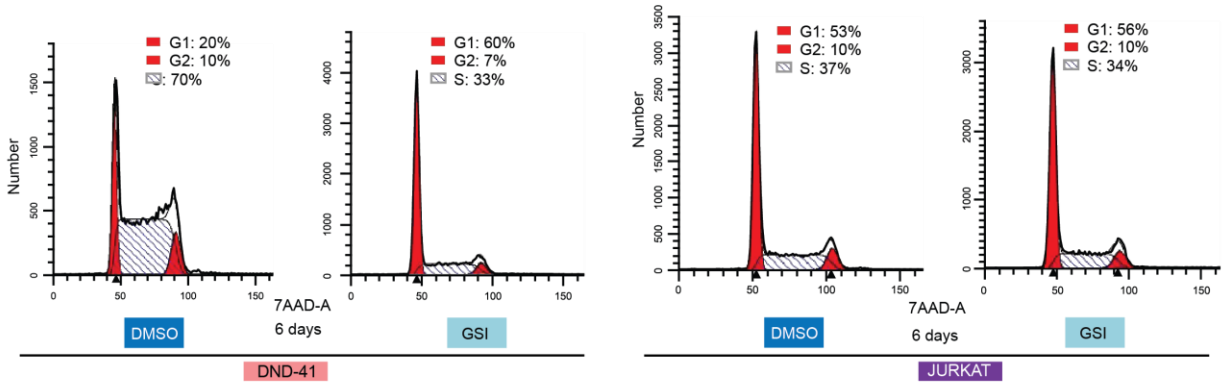 G1: 20%
G2: 10%
S: 70%
Number
1500
1000
500
0
0 50 100 150
DMSO
G1: 60%
G2: 7%
S: 33%
4000
3000
2000
1000
0
0 50 100 150
GSI
7AAD-A
6 days
DND-41
G1: 53%
G2: 10%
S: 37%
Number
3500
3000
2500
2000
1500
1000
500
0
0 50 100 150
DMSO
G1: 56%
G2: 10%
S: 34%
3000
2000
1000
0
0 50 100 150
GSI
7AAD-A
6 days
JURKAT